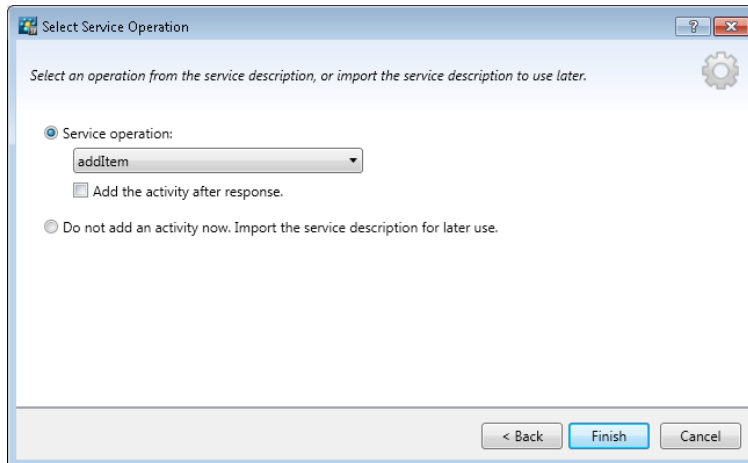 Select Service Operation
?
Select an operation from the service description, or import the service description to use later.
Service operation:
addItem
Add the activity after response.
Do not add an activity now. Import the service description for later use.
< Back
Finish
Cancel